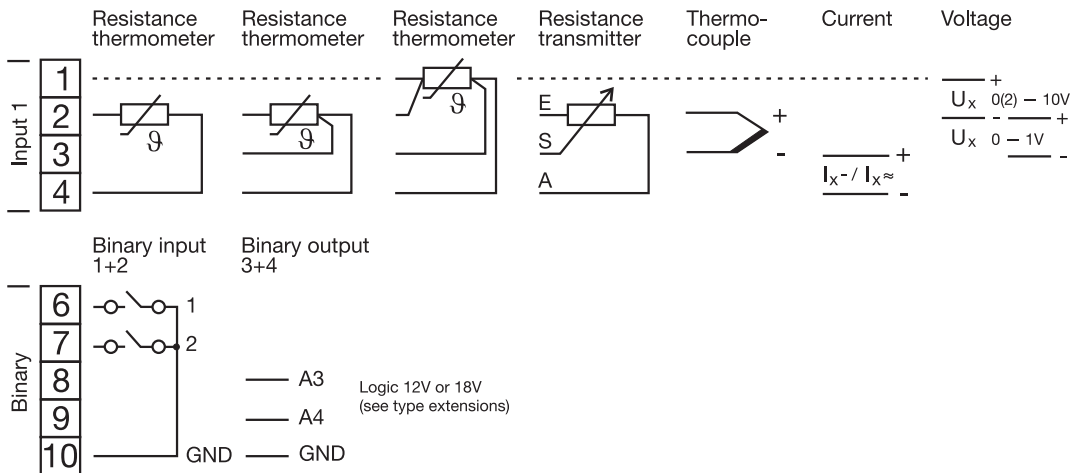 Resistance thermometer
Resistance thermometer
Resistance thermometer
Resistance transmitter
Thermo-couple
Current
Voltage
Input 1
1
2
3
4
ϑ
ϑ
ϑ
E
S
A
+
-
+
Ix- / Ix≈
-
+
Ux 0(2) – 10V
- +
Ux 0 – 1V
-
Binary input
1+2
Binary output
3+4
Binary
6
7
8
9
10
1
2
GND
A3
A4
GND
Logic 12V or 18V
(see type extensions)